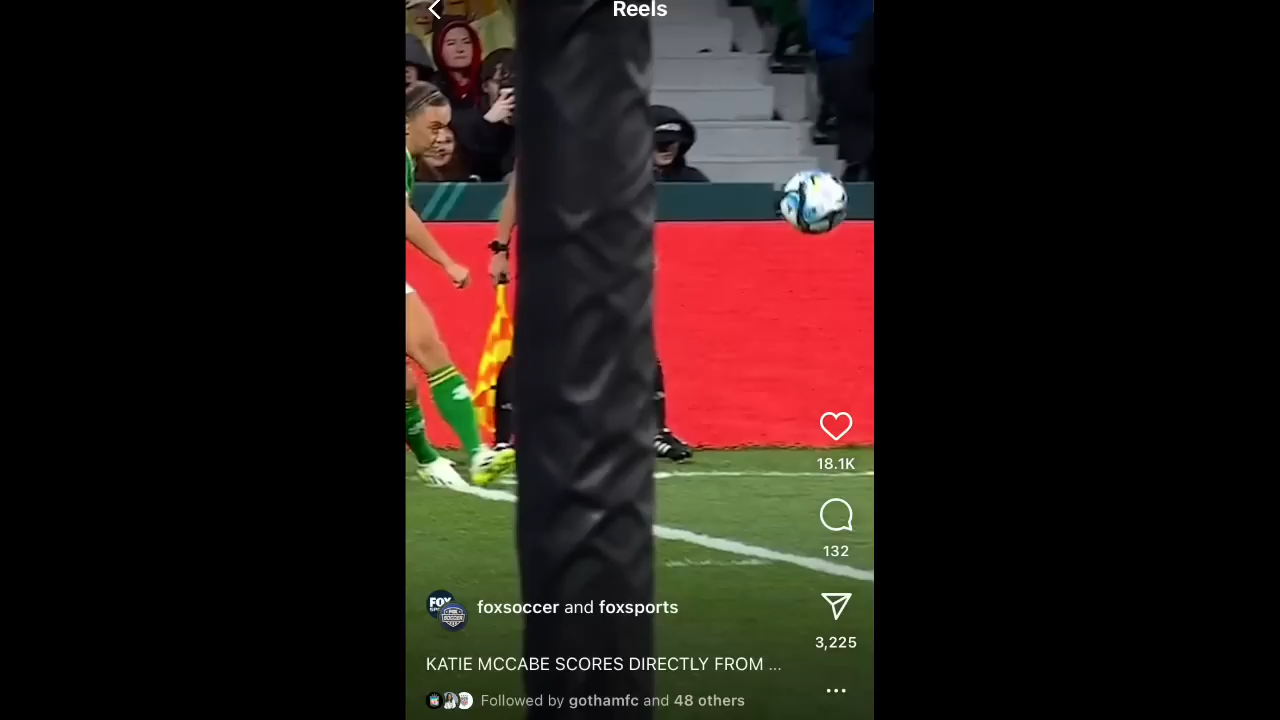 Reels
18.1K
132
foxsoccer and foxsports
3,225
KATIE MCCABE SCORES DIRECTLY FROM ...
Followed by gothamfc and 48 others